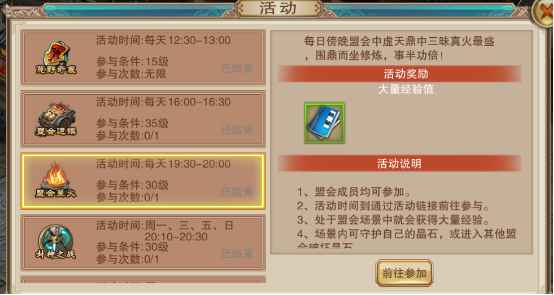 活动
活动时间:每天12:30-13:00
参与条件:15级
参与次数:无限
已结束
活动时间:每天16:00-16:30
参与条件:35级
参与次数:0/1
已结束
盟会运镖
活动时间:每天19:30-20:00
参与条件:30级
参与次数:0/1
已结束
盟会篝火
活动时间:周一、三、五、日
20:10-20:30
参与条件:30级
参与次数:0/1
已结束
封神之战
每日傍晚盟会中虚天鼎中三昧真火最盛
，围鼎而坐修炼，事半功倍！
活动奖励
大量经验值
活动说明
1、盟会成员均可参加。
2、活动时间到通过活动链接前往参与。
3、处于盟会场景中就会获得大量经验。
4、场景内可守护自己的晶石，或进入其他盟
会破坏晶石
前往参加